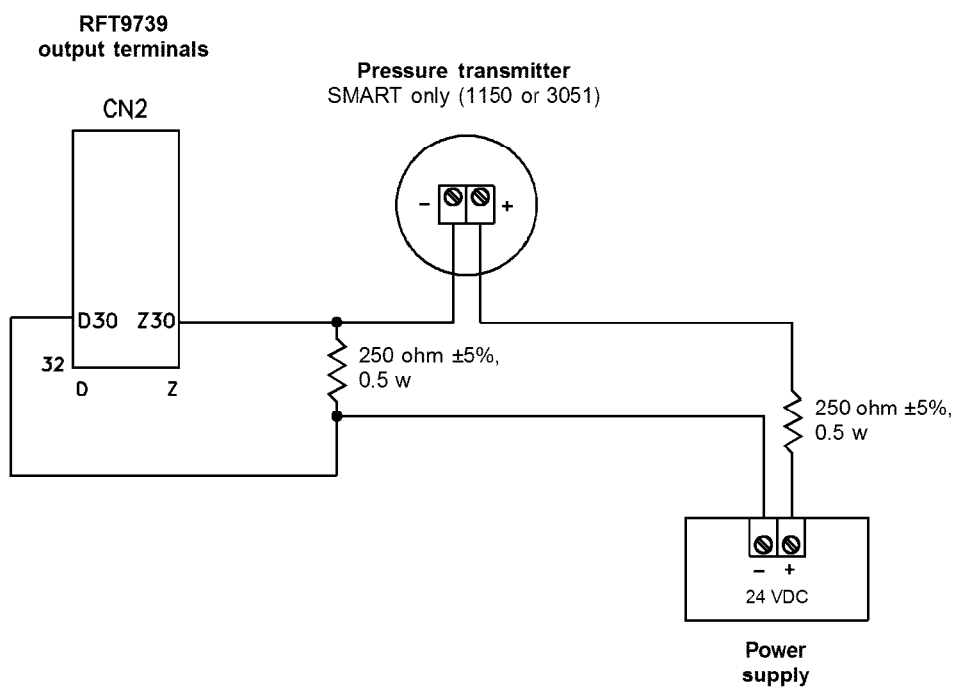 RFT9739
output terminals
Pressure transmitter
SMART only (1150 or 3051)
CN2
– +
D30 Z30
32
D Z
250 ohm ±5%,
0.5 w
250 ohm ±5%,
0.5 w
– +
24 VDC
Power
supply